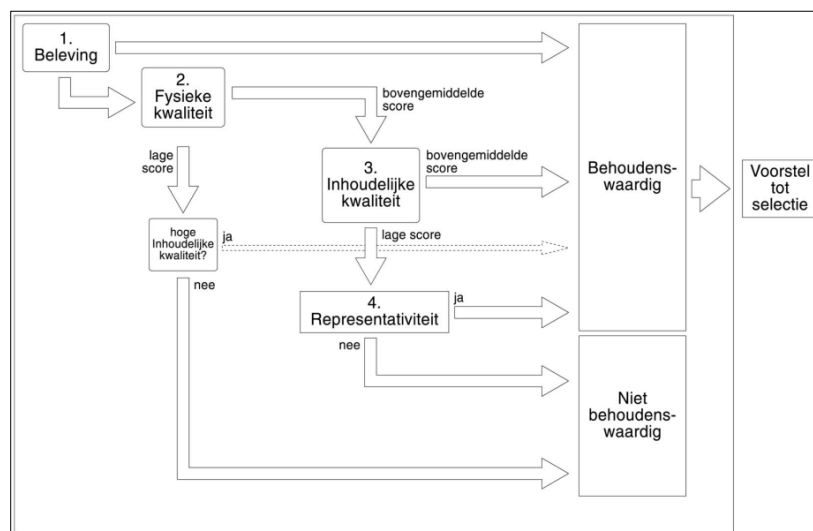 1.
Beleving
2.
Fysieke
kwaliteit
bovengemiddelde
score
lage
score
3.
Inhoudelijke
kwaliteit
bovengemiddelde
score
Behoudens-
waardig
Voorstel
tot
selectie
hoge
Inhoudelijke
kwaliteit?
ja
lage score
nee
4.
Representativiteit
ja
nee
Niet
behoudens-
waardig